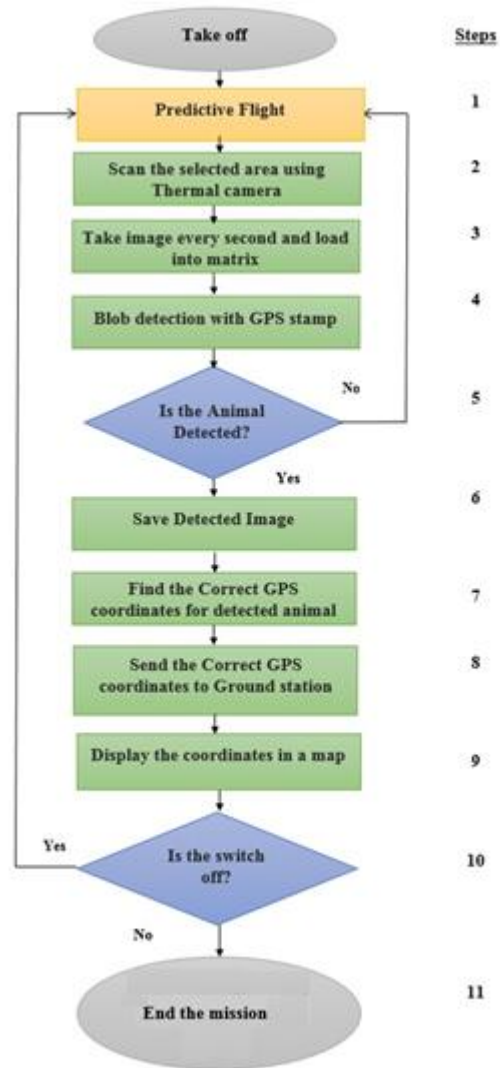 Take off
Steps
Predictive Flight
1
Scan the selected area using
Thermal camera
2
Take image every second and load
into matrix
3
Blob detection with GPS stamp
4
No
Is the Animal
Detected?
5
Yes
6
Save Detected Image
Find the Correct GPS
coordinates for detected animal
7
Send the Correct GPS
coordinates to Ground station
8
Display the coordinates in a map
9
Yes
Is the switch
off?
10
No
End the mission
11